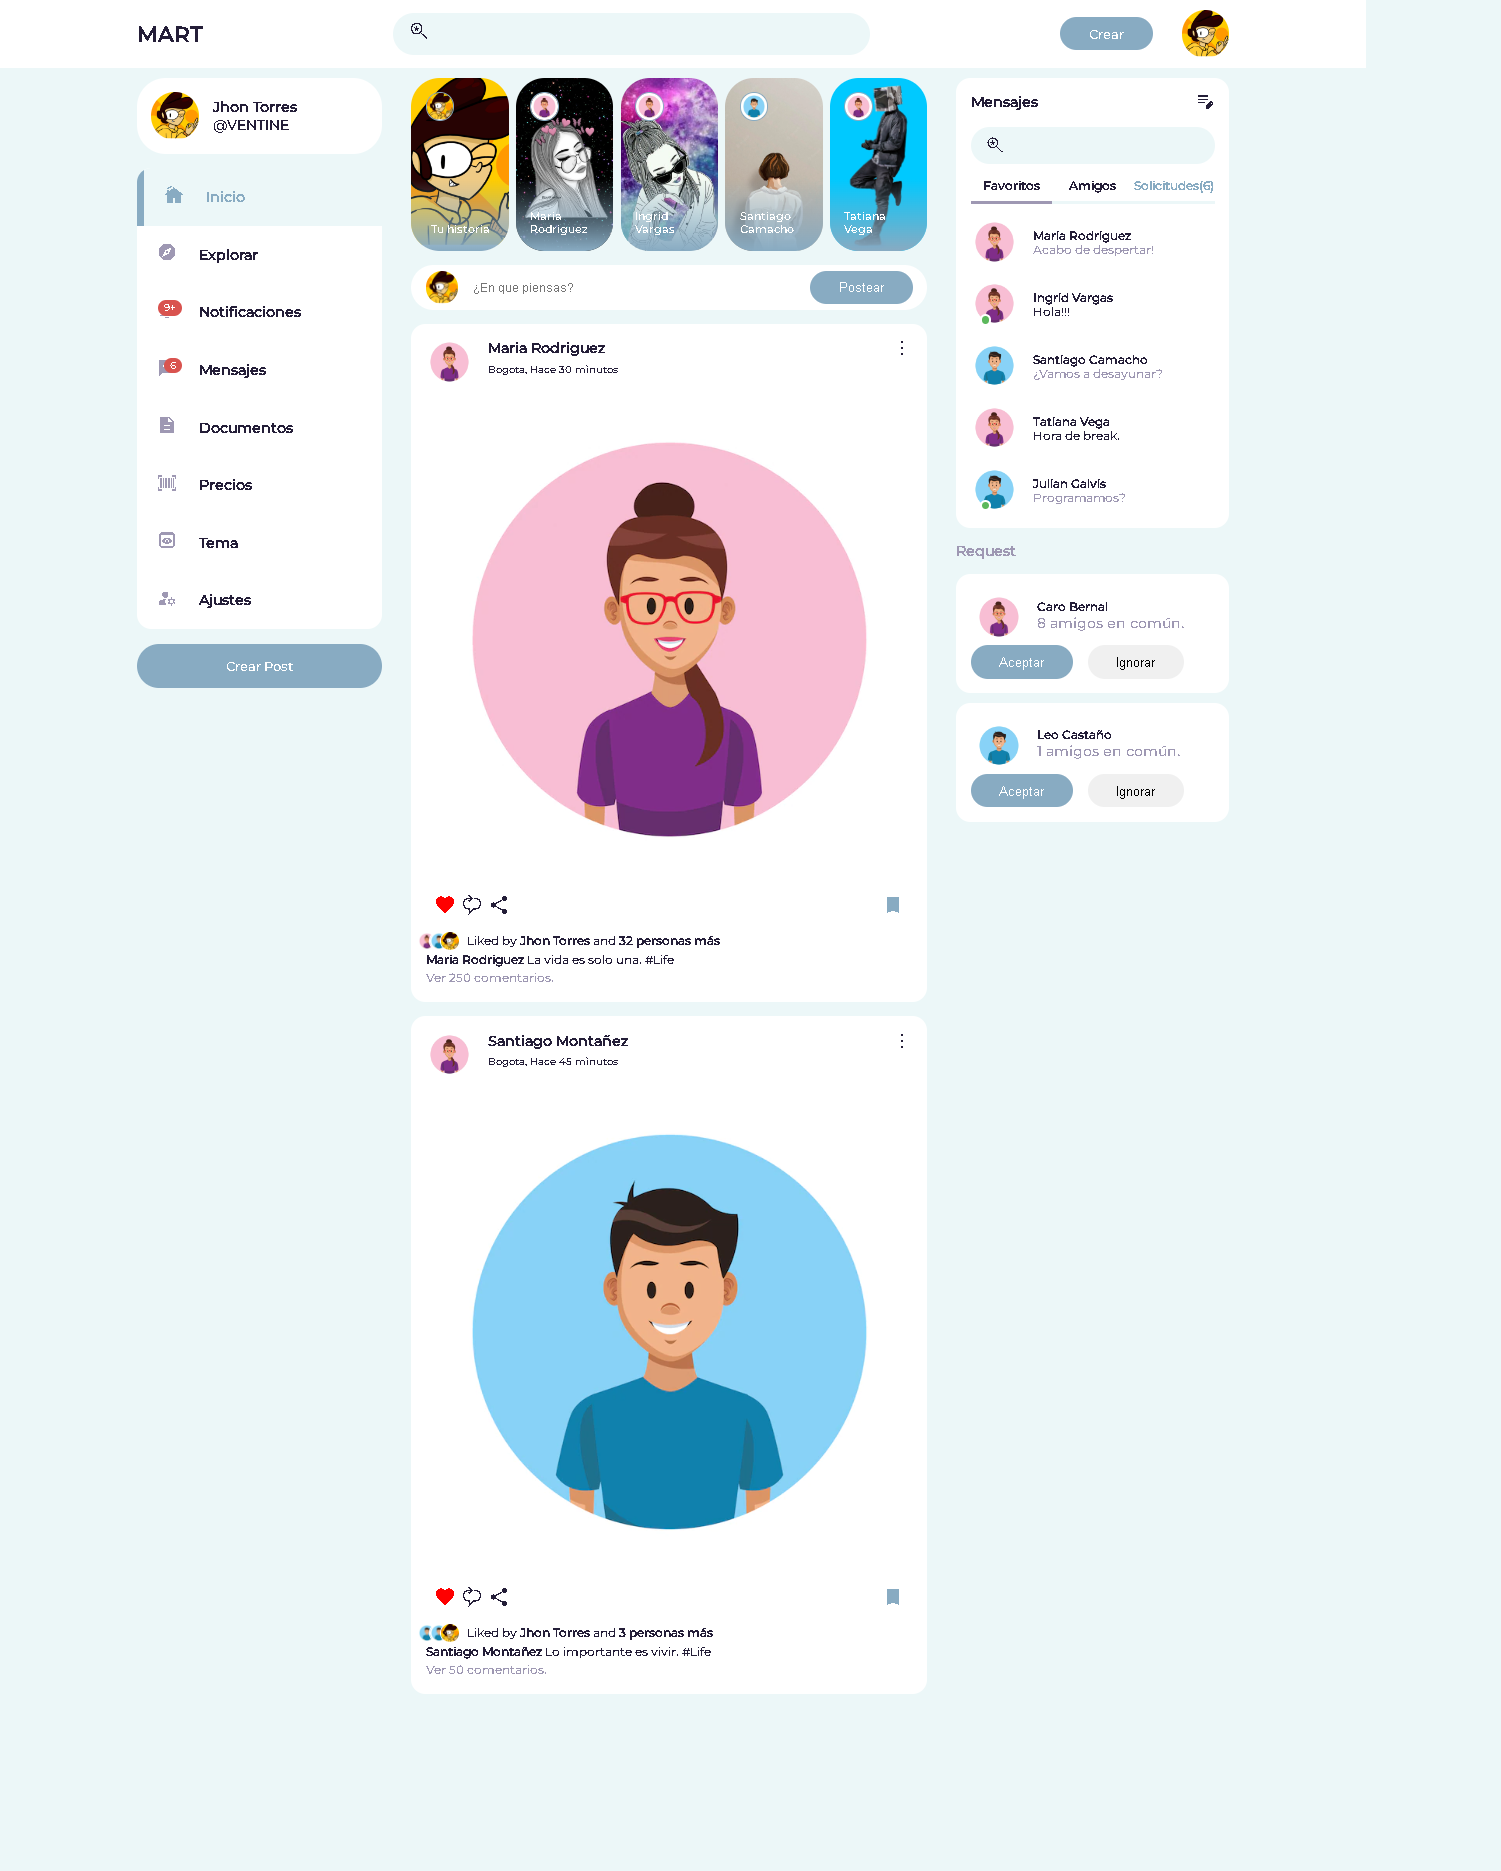 MART
Crear
Jhon Torres
@VENTINE
Inicio
Explorar
9+
Notificaciones
6
Mensajes
Documentos
Precios
Tema
Ajustes
Crear Post
Tu historia
Maria
Rodriguez
Ingrid
Vargas
Santiago
Camacho
Tatiana
Vega
¿En que piensas?
Postear
Maria Rodriguez
Bogota, Hace 30 minutos
Liked by Jhon Torres and 32 personas más
Maria Rodriguez La vida es solo una. #Life
Ver 250 comentarios.
Santiago Montañez
Bogota, Hace 45 minutos
Liked by Jhon Torres and 3 personas más
Santiago Montañez Lo importante es vivir. #Life
Ver 50 comentarios.
Mensajes
Favoritos Amigos Solicitudes(6)
María Rodríguez
Acabo de despertar!
Ingrid Vargas
Hola!!!
Santiago Camacho
¿Vamos a desayunar?
Tatiana Vega
Hora de break.
Julian Galvis
Programamos?
Request
Caro Bernal
8 amigos en común.
Aceptar Ignorar
Leo Castaño
1 amigos en común.
Aceptar Ignorar